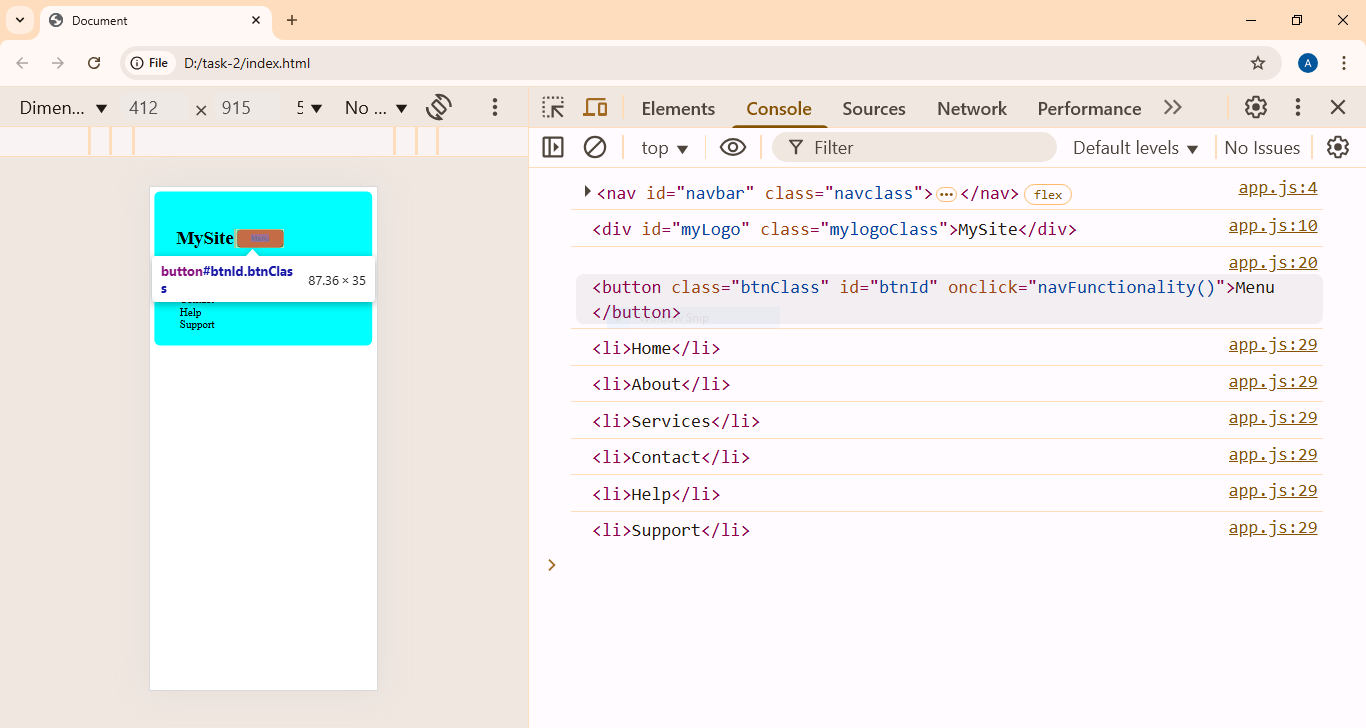 Document
File D:/task-2/index.html A
Dimen... ▼ 412 × 915 5 ▼ No ... ▼
Elements Console Sources Network Performance
top ▼ Filter Default levels ▼ No Issues
MySite Menu
button#btnId.btnClas
s
87.36 × 35
Help
Support
<nav id="navbar" class="navclass">…</nav> flex app.js:4
<div id="myLogo" class="mylogoClass">MySite</div> app.js:10
app.js:20
<button class="btnClass" id="btnId" onclick="navFunctionality()">Menu
</button>
Snip
<li>Home</li> app.js:29
<li>About</li> app.js:29
<li>Services</li> app.js:29
<li>Contact</li> app.js:29
<li>Help</li> app.js:29
<li>Support</li> app.js:29